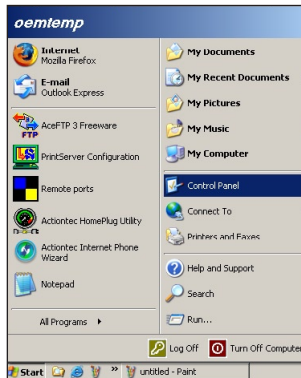 oemtemp
Internet
Mozilla Firefox
E-mail
Outlook Express
AceFTP 3 Freeware
PrintServer Configuration
Remote ports
Actiontec HomePlug Utility
Actiontec Internet Phone
Wizard
Notepad
All Programs
My Documents
My Recent Documents
My Pictures
My Music
My Computer
Control Panel
Connect To
Printers and Faxes
Help and Support
Search
Run...
Log Off
Turn Off Computer
Start
untitled - Paint